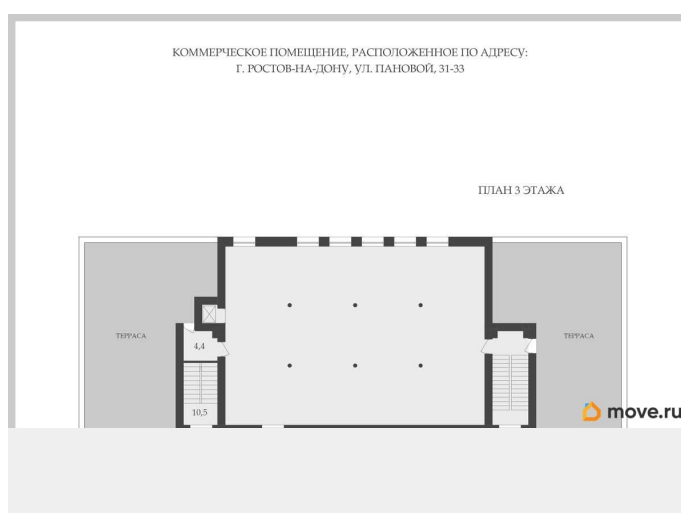 КОММЕРЧЕСКОЕ ПОМЕЩЕНИЕ, РАСПОЛОЖЕННОЕ ПО АДРЕСУ:
Г. РОСТОВ-НА-ДОНУ, УЛ. ПАНОВОЙ, 31-33
ПЛАН 3 ЭТАЖА
ТЕРРАСА
ТЕРРАСА
4,4
10,5
move.ru